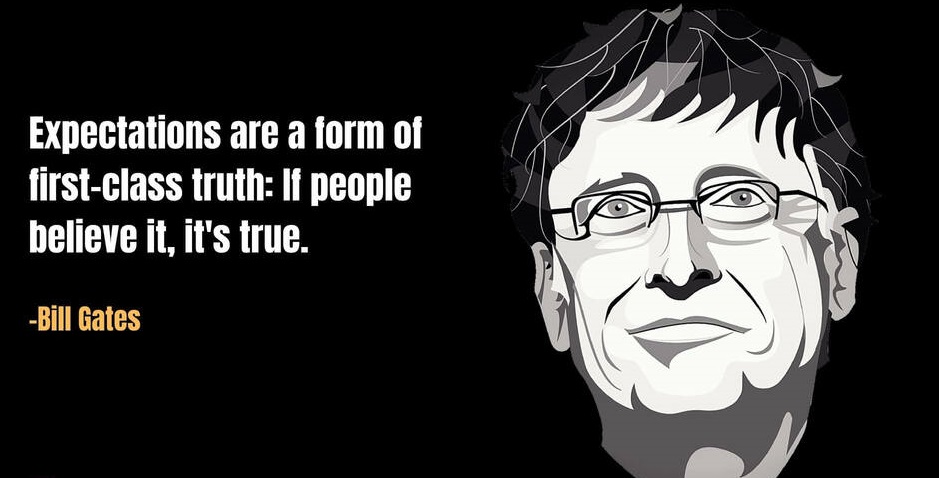 Expectations are a form of
first-class truth: If people
believe it, it's true.
-Bill Gates